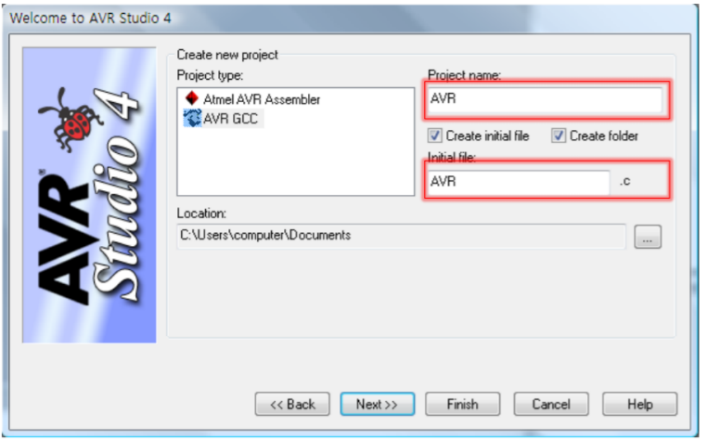 Welcome to AVR Studio 4
AVR Studio 4
Create new project
Project type:
Atmel AVR Assembler
AVR GCC
Project name:
AVR
Create initial file
Create folder
Initial file:
AVR .c
Location:
C:\Users\computer\Documents
...
<< Back
Next >>
Finish
Cancel
Help